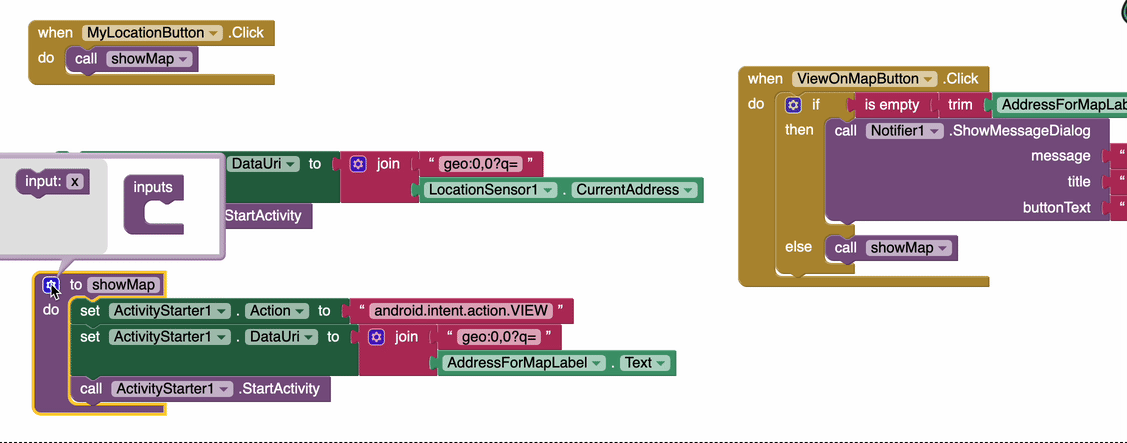 when MyLocationButton .Click
do call showMap
when ViewOnMapButton .Click
do if is empty trim AddressForMapLab
then call Notifier1 .ShowMessageDialog
message "
title "
buttonText "
else call showMap
DataUri to join " geo:0,0?q= "
LocationSensor1 . CurrentAddress
StartActivity
input: x
inputs
to showMap
do set ActivityStarter1 . Action to " android.intent.action.VIEW "
set ActivityStarter1 . DataUri to join " geo:0,0?q= "
AddressForMapLabel . Text
call ActivityStarter1 .StartActivity